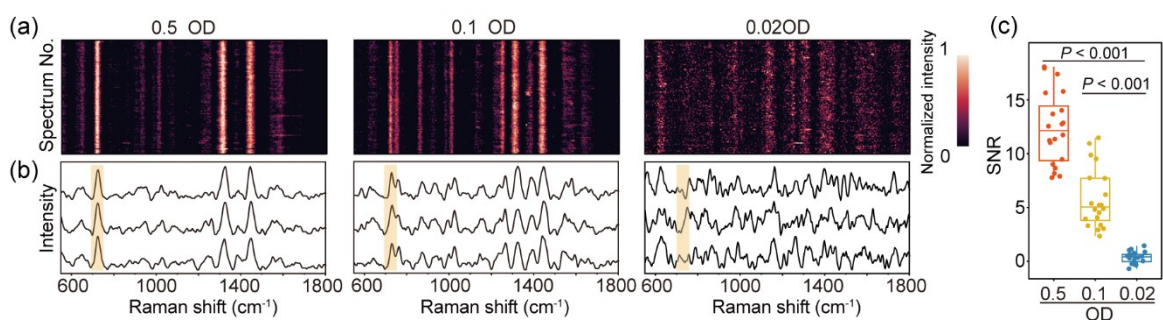 (a)
0.5 OD
0.1 OD
0.02OD
Spectrum No.
1
Normalized intensity
0
(b)
Intensity
600 1000 1400 1800
600 1000 1400 1800
600 1000 1400 1800
Raman shift (cm⁻¹)
Raman shift (cm⁻¹)
Raman shift (cm⁻¹)
(c)
P < 0.001
P < 0.001
15
10
5
0
SNR
0.5 0.1 0.02
OD